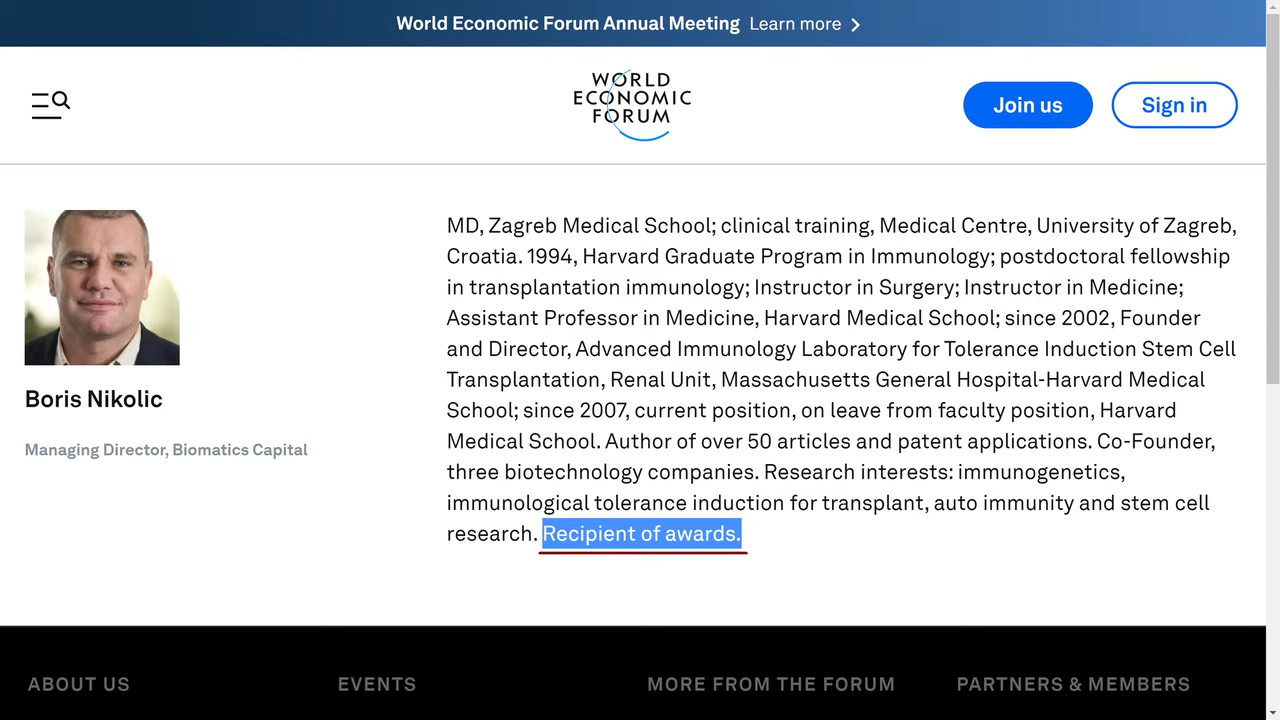 World Economic Forum Annual Meeting Learn more
WORLD
ECONOMIC
FORUM
Join us
Sign in
MD, Zagreb Medical School; clinical training, Medical Centre, University of Zagreb,
Croatia. 1994, Harvard Graduate Program in Immunology; postdoctoral fellowship
in transplantation immunology; Instructor in Surgery; Instructor in Medicine;
Assistant Professor in Medicine, Harvard Medical School; since 2002, Founder
and Director, Advanced Immunology Laboratory for Tolerance Induction Stem Cell
Transplantation, Renal Unit, Massachusetts General Hospital-Harvard Medical
School; since 2007, current position, on leave from faculty position, Harvard
Medical School. Author of over 50 articles and patent applications. Co-Founder,
three biotechnology companies. Research interests: immunogenetics,
immunological tolerance induction for transplant, auto immunity and stem cell
research. Recipient of awards.
Boris Nikolic
Managing Director, Biomatics Capital
ABOUT US
EVENTS
MORE FROM THE FORUM
PARTNERS & MEMBERS